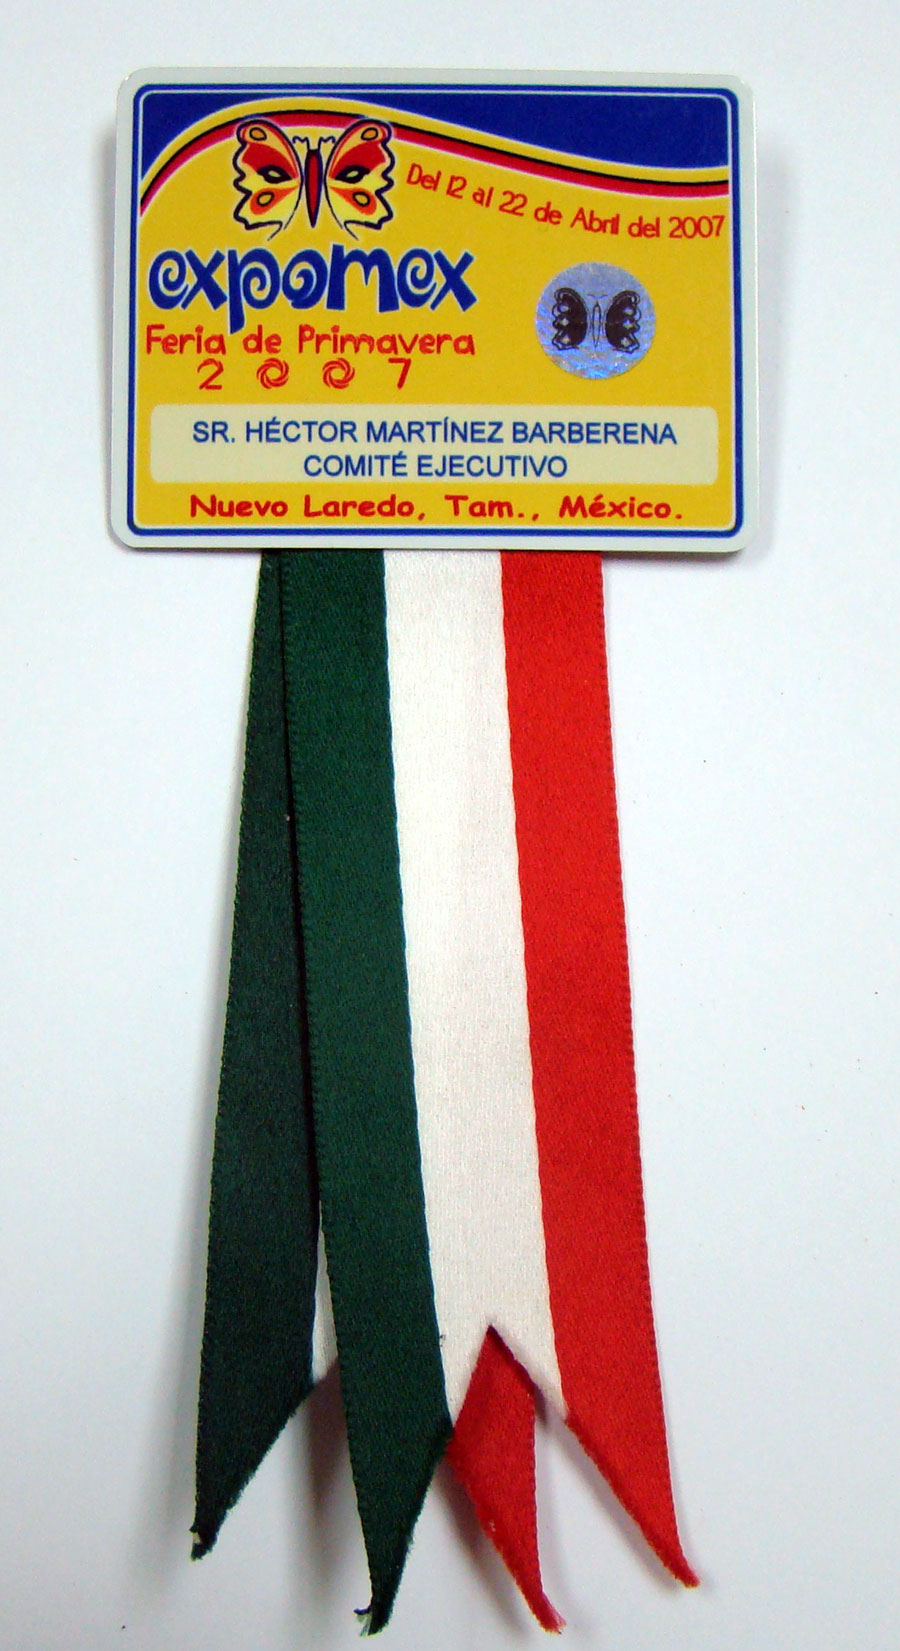 Del 12 al 22 de Abril del 2007
expomex
Feria de Primavera
2007
SR. HÉCTOR MARTÍNEZ BARBERENA
COMITÉ EJECUTIVO
Nuevo Laredo, Tam., México.